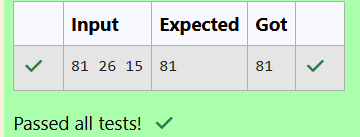 Input Expected Got
81 26 15 81 81
Passed all tests!